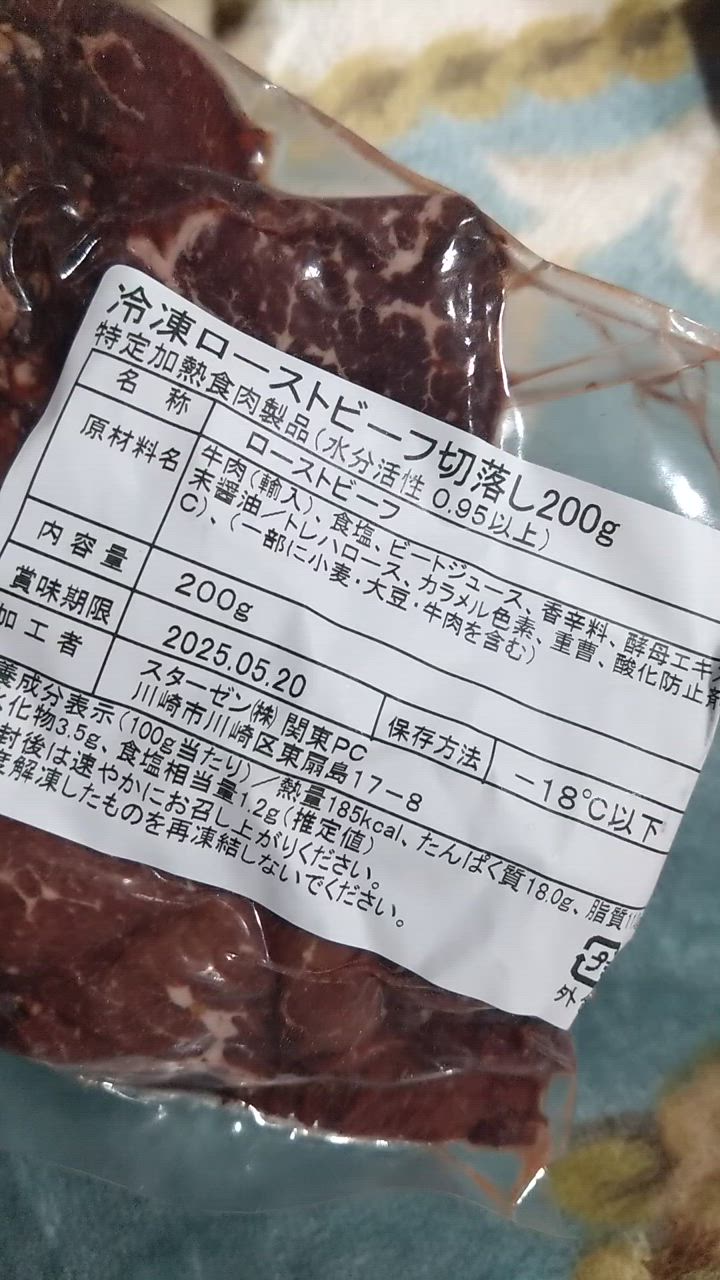 冷凍ローストビーフ切落し200g
特定加熱食肉製品(水分活性 0.95以上)
名称 ローストビーフ
原材料名 牛肉(輸入)、食塩、ビートジュース、香辛料、酵母エキス
末醤油/トレハロース、カラメル色素、重曹、酸化防止剤
C)、(一部に小麦・大豆・牛肉を含む)
内容量 200g
賞味期限 2025.05.20 保存方法 -18℃以下
加工者 スターゼン㈱関東PC
川崎市川崎区東扇島17-8
養成分表示(100g当たり)/熱量185kcal、たんぱく質18.0g、脂質
化物3.5g、食塩相当量1.2g(推定値)
封後は速やかにお召し上がりください。
度解凍したものを再凍結しないでください。
プラ
外